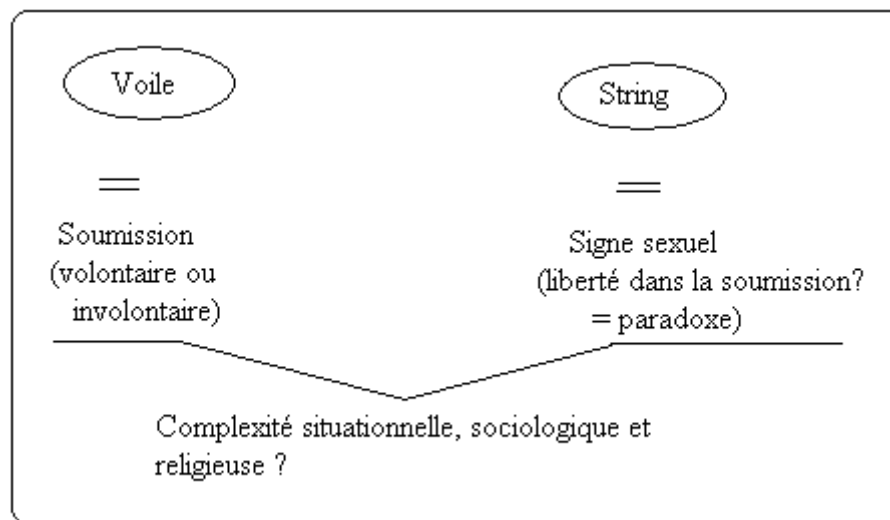 Voile
String
=
=
Soumission
(volontaire ou
involontaire)
Signe sexuel
(liberté dans la soumission?
= paradoxe)
Complexité situationnelle, sociologique et
religieuse ?